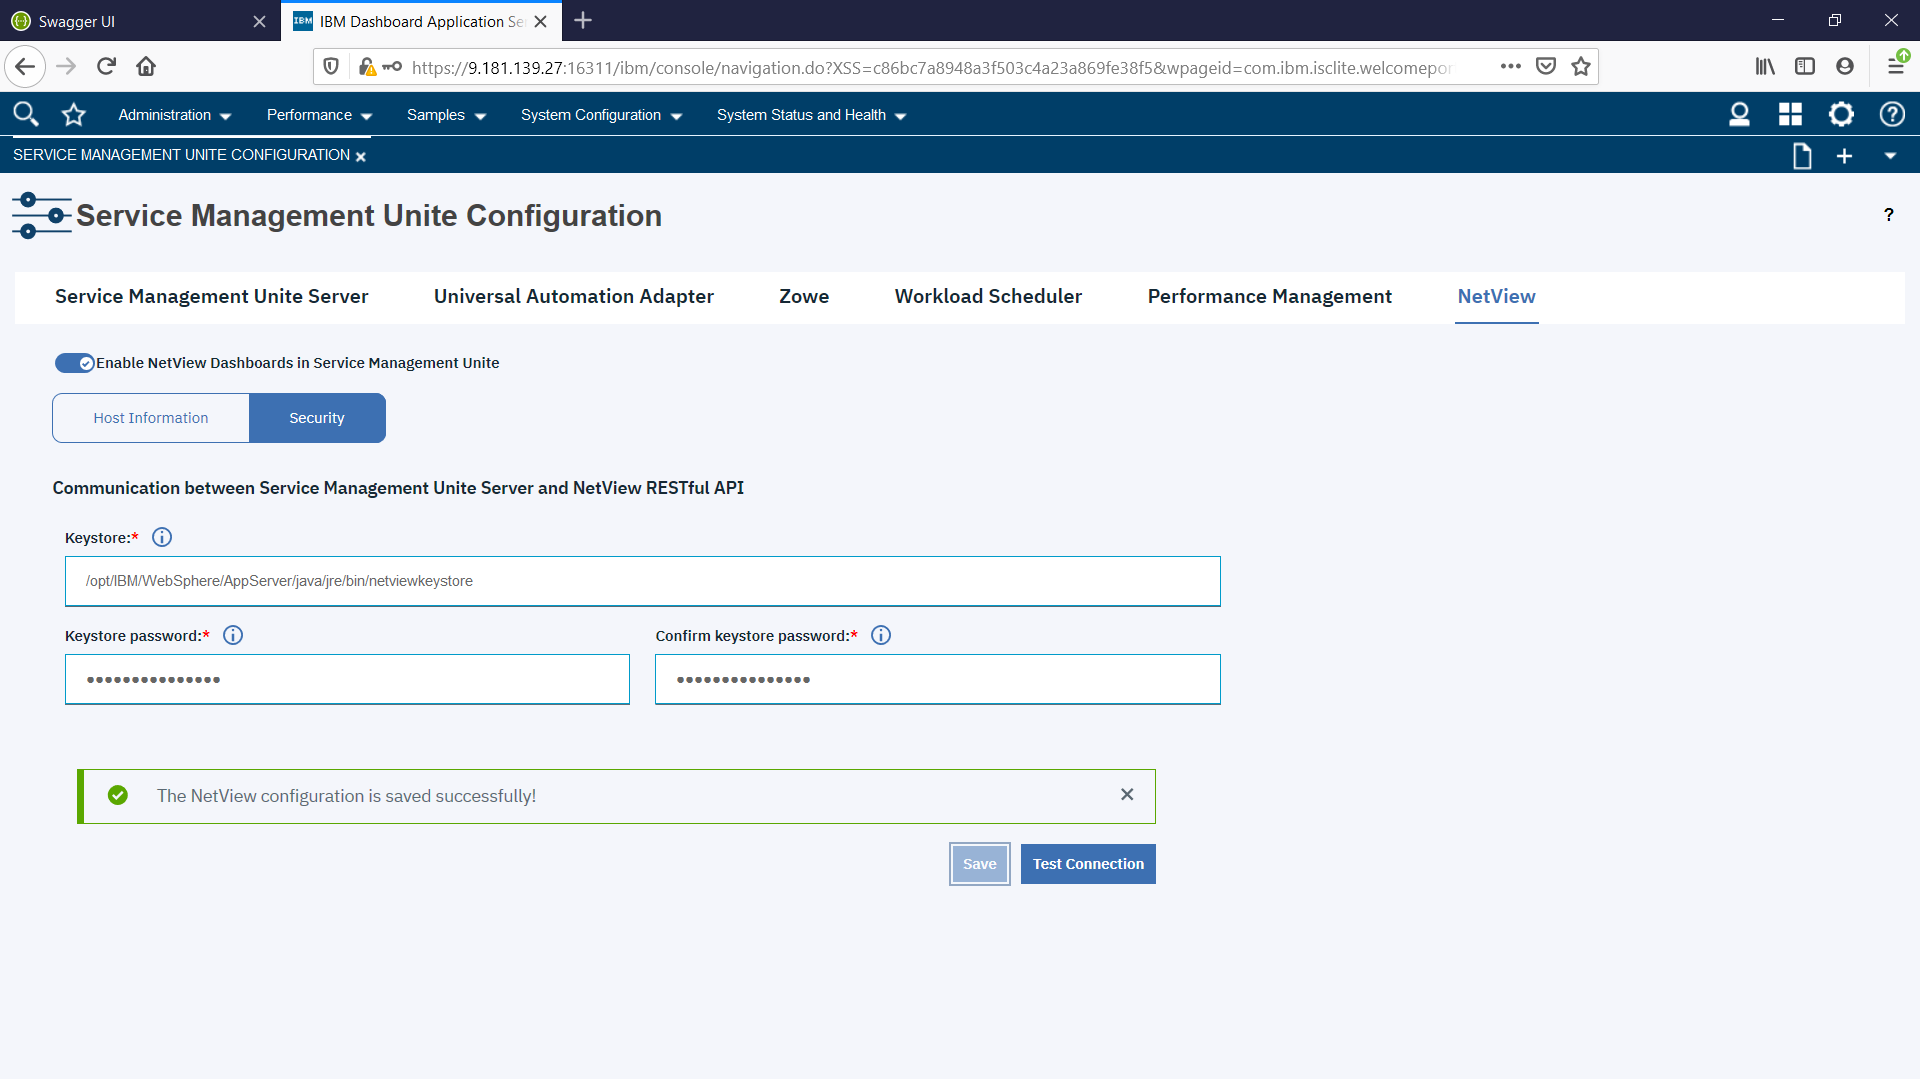 Swagger UI
IBM Dashboard Application Se
https://9.181.139.27:16311/ibm/console/navigation.do?XSS=c86bc7a8948a3f503c4a23a869fe38f5&wpageid=com.ibm.isclite.welcomepor
Administration
Performance
Samples
System Configuration
System Status and Health
SERVICE MANAGEMENT UNITE CONFIGURATION
Service Management Unite Configuration
?
Service Management Unite Server
Universal Automation Adapter
Zowe
Workload Scheduler
Performance Management
NetView
Enable NetView Dashboards in Service Management Unite
Host Information
Security
Communication between Service Management Unite Server and NetView RESTful API
Keystore:*
/opt/IBM/WebSphere/AppServer/java/jre/bin/netviewkeystore
Keystore password:*
Confirm keystore password:*
•••••••••••••••
•••••••••••••••
The NetView configuration is saved successfully!
Save
Test Connection